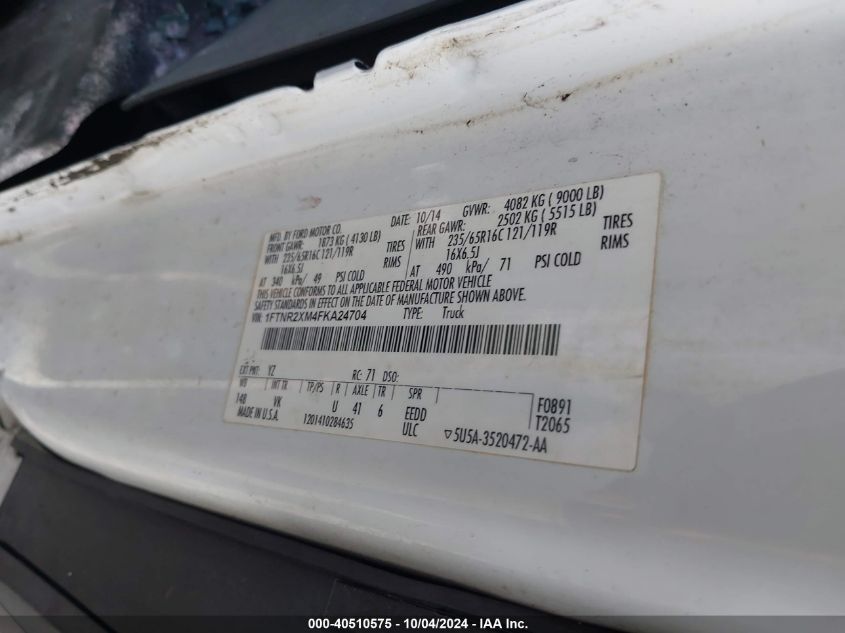 MFD. BY FORD MOTOR CO.
DATE: 10/14 GVWR: 4082 KG ( 9000 LB)
FRONT GAWR: 1873 KG ( 4130 LB) REAR GAWR: 2502 KG ( 5515 LB)
WITH 235/65R16C 121/119R TIRES WITH 235/65R16C 121/119R TIRES
16X6.5J RIMS 16X6.5J RIMS
AT 340 kPa/ 49 PSI COLD AT 490 kPa/ 71 PSI COLD
THIS VEHICLE CONFORMS TO ALL APPLICABLE FEDERAL MOTOR VEHICLE
SAFETY STANDARDS IN EFFECT ON THE DATE OF MANUFACTURE SHOWN ABOVE.
VIN: 1FTNR2XM4FKA24704 TYPE: Truck
EXT PNT: YZ RC: 71 DSO:
WB INT TR TP/PS R AXLE TR SPR
148 VK U 41 6 EEDD F0891
MADE IN U.S.A. 1201410284635 ULC T2065
▽5U5A-3520472-AA
000-40510575 - 10/04/2024 - IAA Inc.